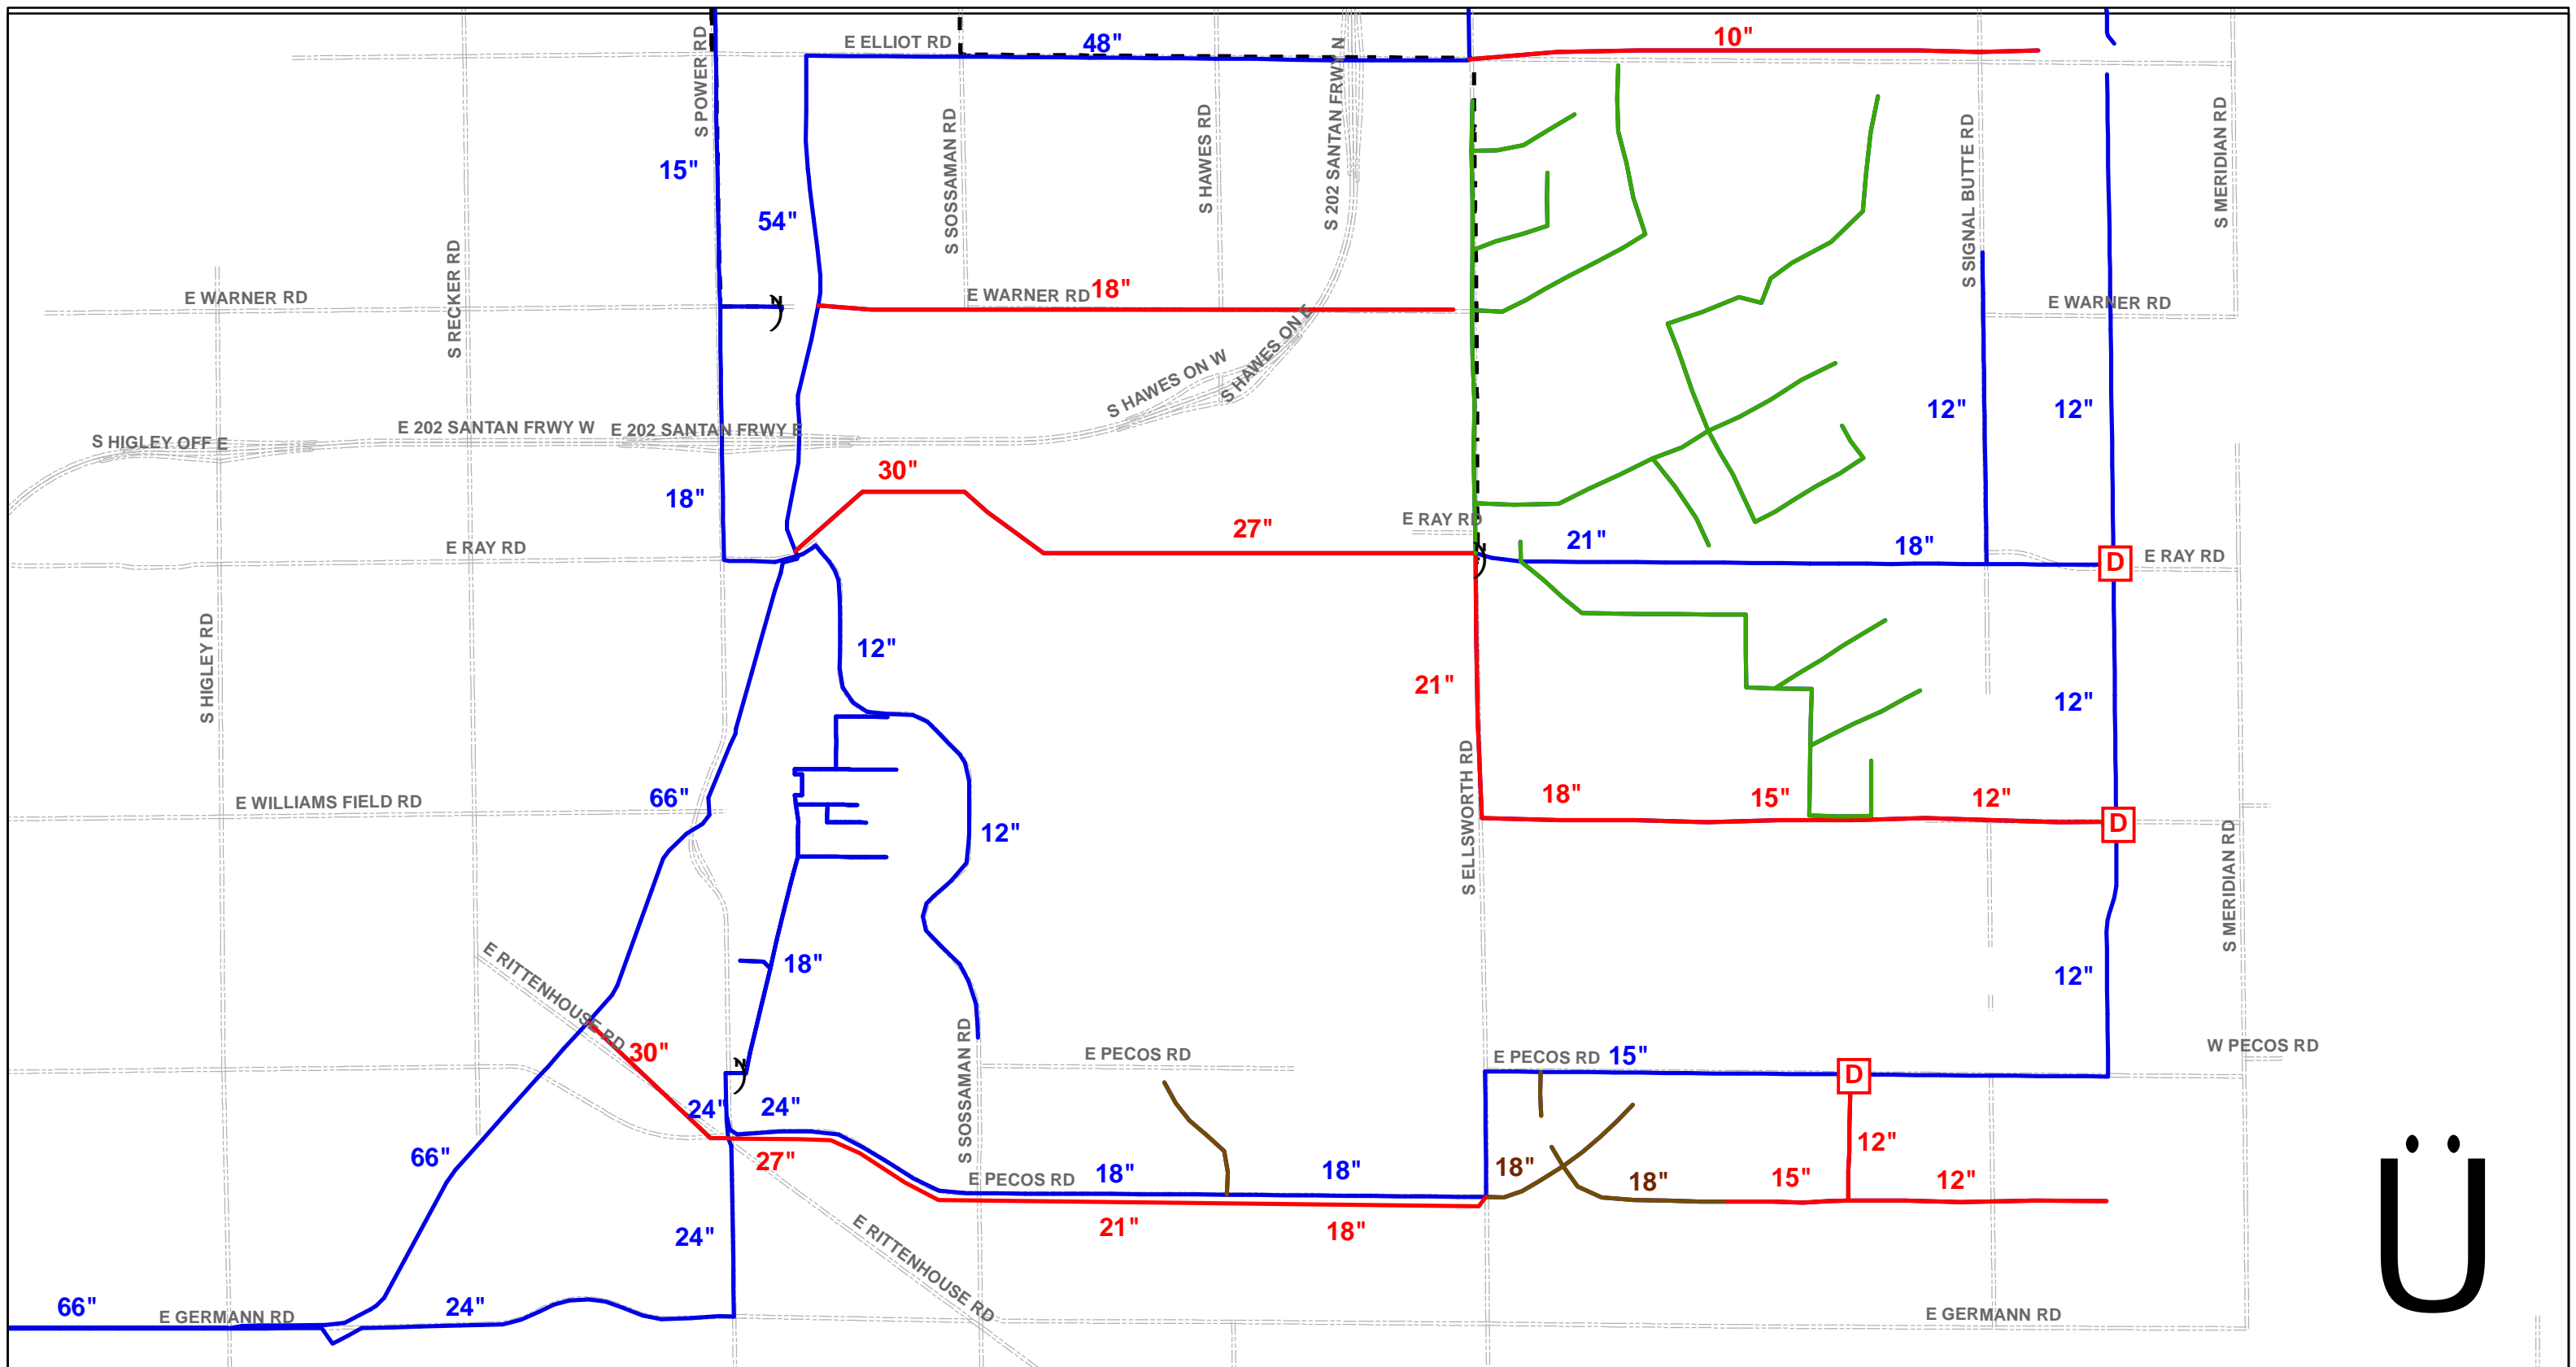 E ELLIOT RD
48"
10"
S POWER RD
15"
54"
S SOSSAMAN RD
S HAWES RD
S 202 SANTAN FRWY N
S SIGNAL BUTTE RD
S MERIDIAN RD
E WARNER RD
S RECKER RD
E WARNER RD
18"
E WARNER RD
S HAWES ON W
S HAWES ON E
12"
12"
S HIGLEY OFF E
E 202 SANTAN FRWY W
E 202 SANTAN FRWY E
30"
18"
27"
E RAY RD
21"
18"
E RAY RD
D
E RAY RD
S HIGLEY RD
12"
21"
12"
E WILLIAMS FIELD RD
66"
12"
S ELLSWORTH RD
18"
15"
12"
D
S MERIDIAN RD
18"
12"
E RITTENHOUSE RD
30"
S SOSSAMAN RD
E PECOS RD
E PECOS RD
15"
D
W PECOS RD
24"
24"
66"
27"
E PECOS RD
18"
18"
18"
18"
15"
12"
12"
21"
18"
24"
E RITTENHOUSE RD
66"
E GERMANN RD
24"
E GERMANN RD
Ü